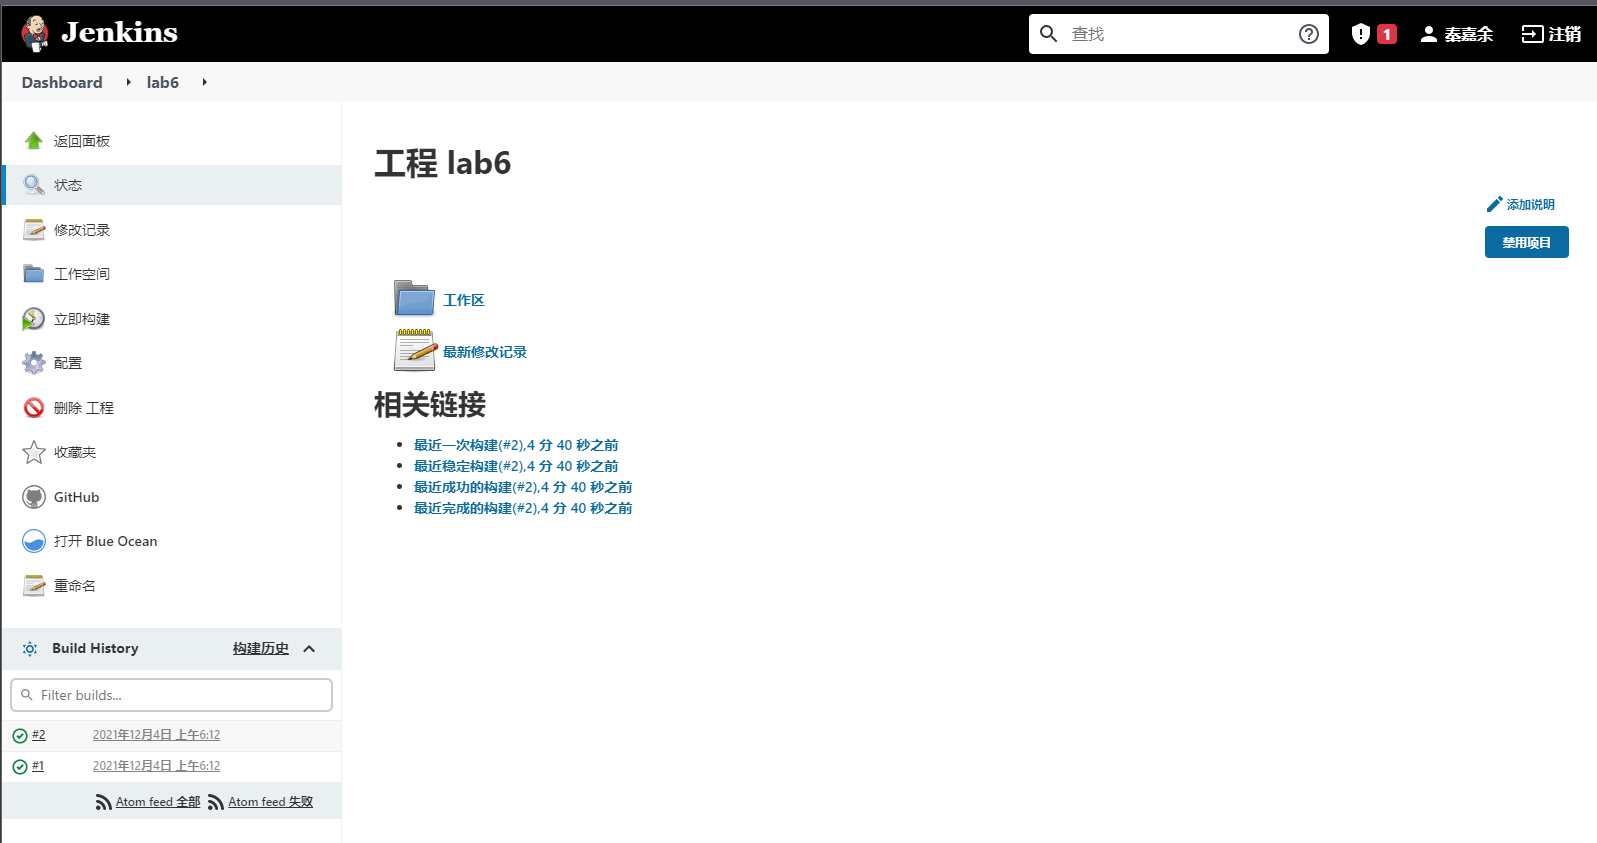 Jenkins
查找
1
秦嘉余
注销
Dashboard
lab6
返回面板
状态
修改记录
工作空间
立即构建
配置
删除 工程
收藏夹
GitHub
打开 Blue Ocean
重命名
Build History
构建历史
Filter builds...
#2 2021年12月4日 上午6:12
#1 2021年12月4日 上午6:12
Atom feed 全部 Atom feed 失败
工程 lab6
添加说明
禁用项目
工作区
最新修改记录
相关链接
最近一次构建(#2),4 分 40 秒之前
最近稳定构建(#2),4 分 40 秒之前
最近成功的构建(#2),4 分 40 秒之前
最近完成的构建(#2),4 分 40 秒之前